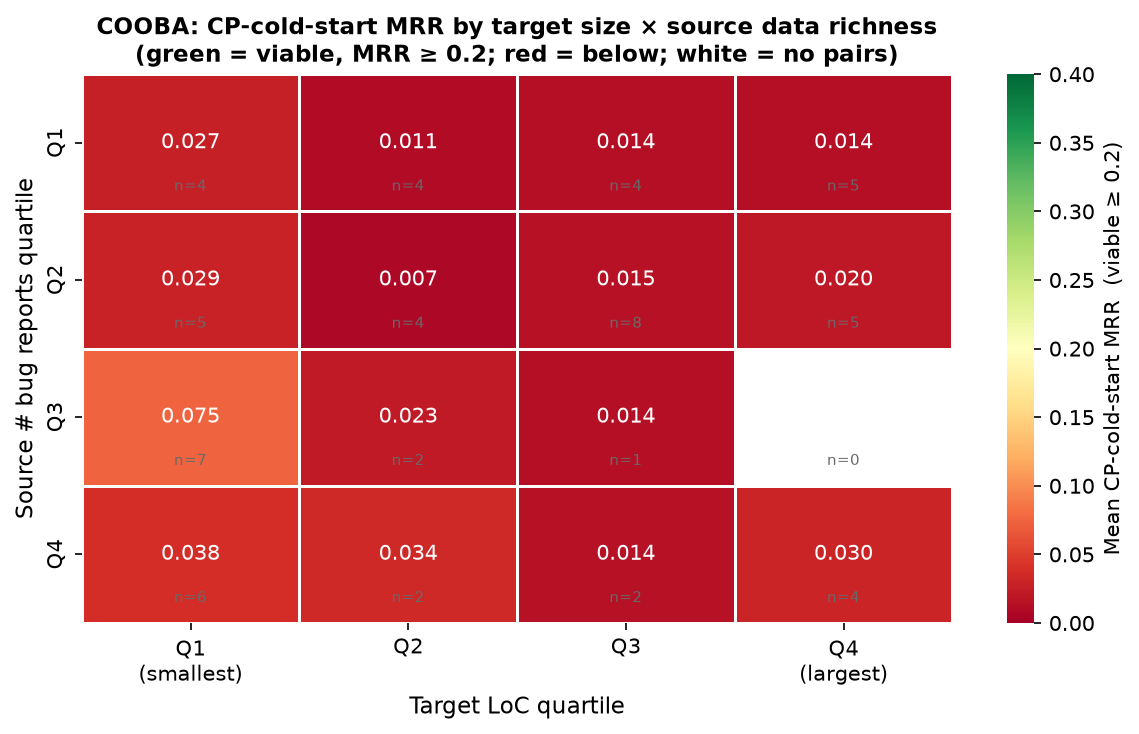 COOBA: CP-cold-start MRR by target size × source data richness
(green = viable, MRR ≥ 0.2; red = below; white = no pairs)
Source # bug reports quartile
Q1
0.027
0.011
0.014
0.014
n=4
n=4
n=4
n=5
Q2
0.029
0.007
0.015
0.020
n=5
n=4
n=8
n=5
Q3
0.075
0.023
0.014
n=7
n=2
n=1
n=0
Q4
0.038
0.034
0.014
0.030
n=6
n=2
n=2
n=4
Q1
(smallest)
Q2
Q3
Q4
(largest)
Target LoC quartile
0.40
0.35
0.30
0.25
0.20
0.15
0.10
0.05
0.00
Mean CP-cold-start MRR (viable ≥ 0.2)